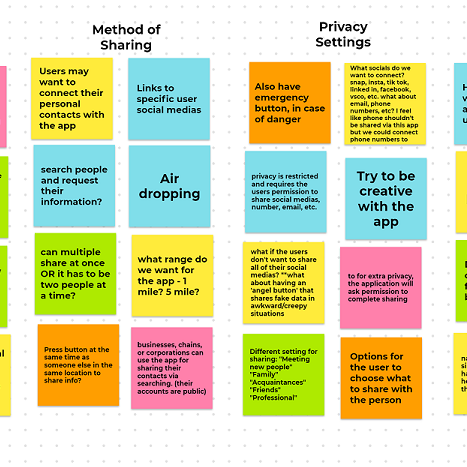 Method of
Sharing
Users may
want to
connect their
personal
contacts with
the app
Links to
specific user
social medias
search people
and request
their
information?
Air
dropping
can multiple
share at once
OR it has to be
two people at
a time?
what range do
we want for
the app - 1
mile? 5 mile?
Press button at the
same time as
someone else in the
same location to
share info?
businesses, chains,
or corporations can
use the app for
sharing their
contacts via
searching. (their
accounts are public)
Privacy
Settings
Also have
emergency
button, in case
of danger
What socials do we
want to connect?
snap, insta, tik tok,
linked in, facebook,
vsco, etc. what about
email, phone
numbers, etc? I feel
like phone shouldn't
be shared via this app
but we could connect
phone numbers to
privacy is restricted
and requires the
users permission to
share social medias,
number, email, etc.
Try to be
creative
with the
app
what if the users
don't want to share
all of their social
medias? **what
about having an
'angel button' that
shares fake data in
awkward/creepy
situations
to for extra privacy,
the application will
ask permission to
complete sharing
Different setting for
sharing: "Meeting
new people"
"Family"
"Acquaintances"
"Friends"
"Professional"
Options for
the user to
choose what
to share with
the person